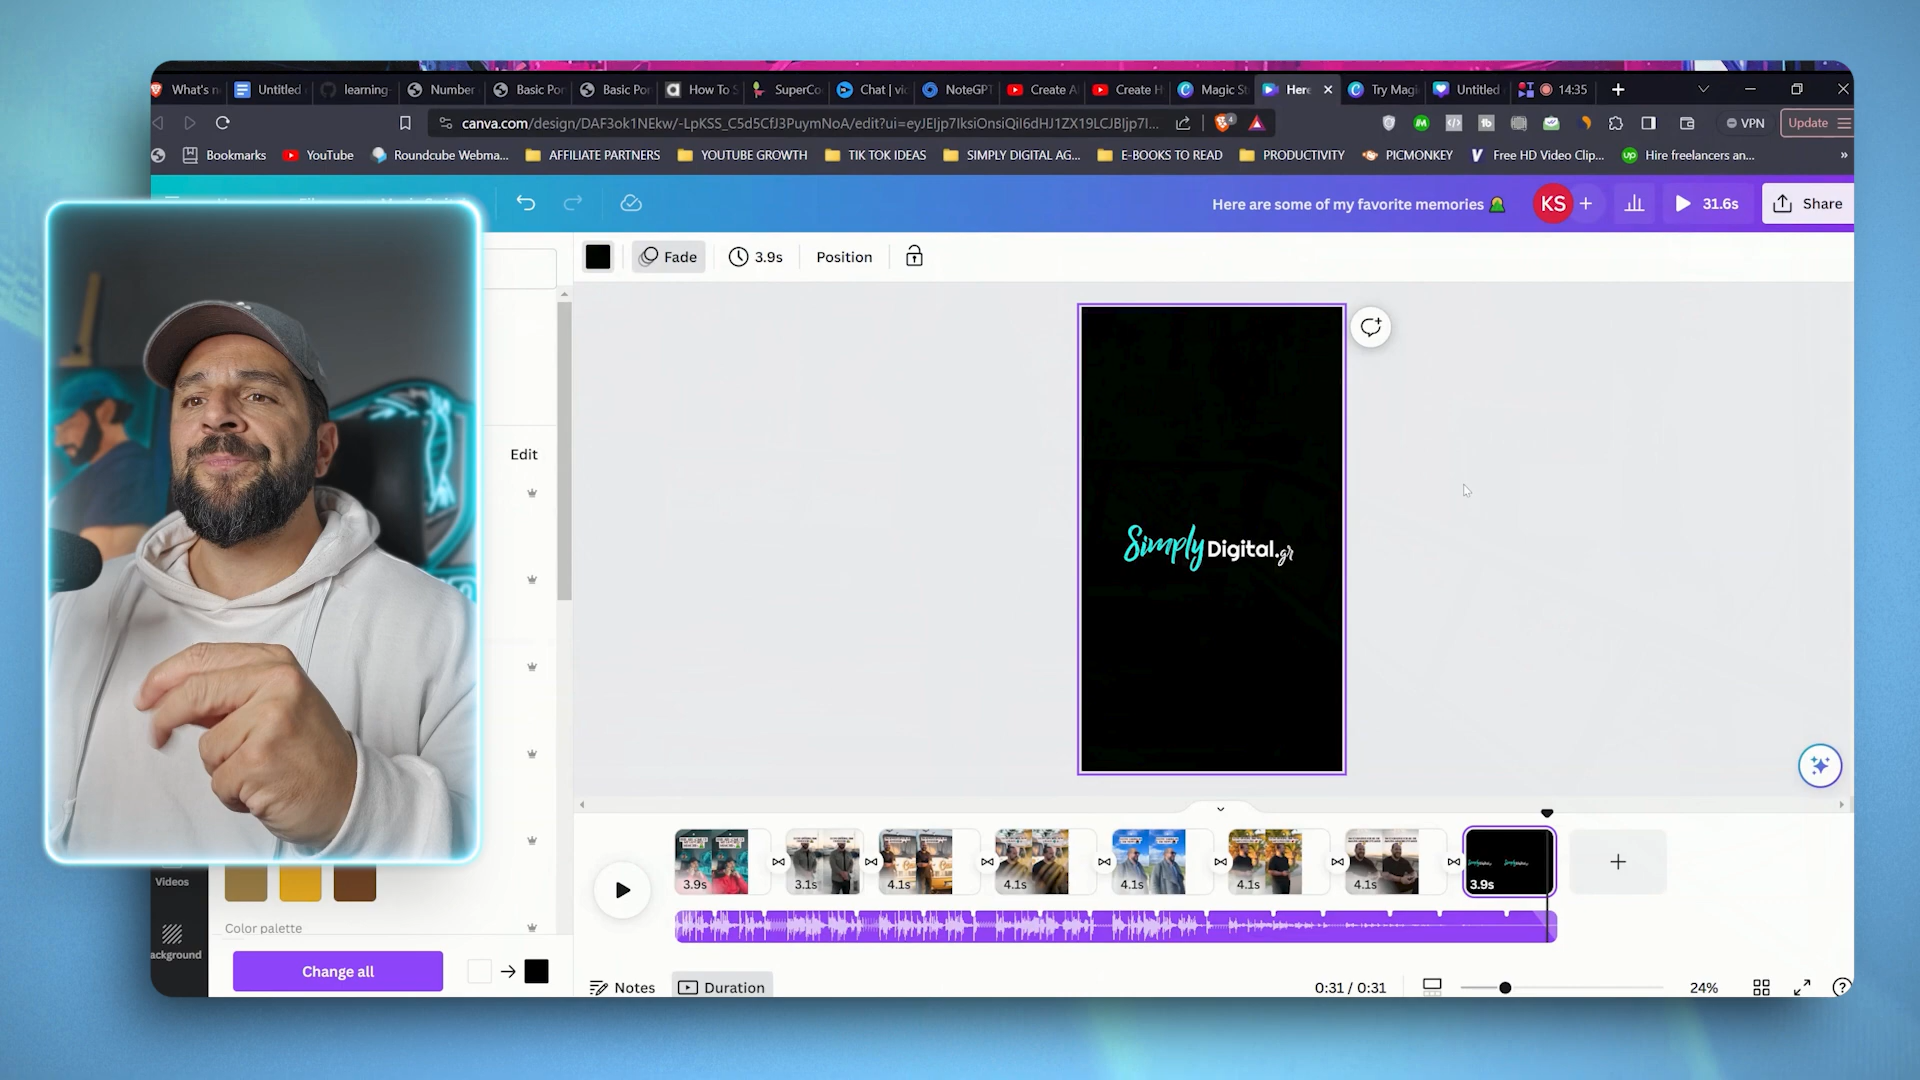 What's n
Untitled
learning-
Number
Basic Por
Basic Por
How To S
SuperCo
Chat | vi
NoteGPT
Create A
Create H
Magic St
Here
Try Magi
Untitled
14:35
canva.com/design/DAF3ok1NEkw/-LpKSS_C5d5CfJ3PuymNoA/edit?ui=eyJEIjp7IksiOnsiQiI6dHJ1ZX19LCJBIjp7I...
VPN
Update
Bookmarks
YouTube
Roundcube Webma...
AFFILIATE PARTNERS
YOUTUBE GROWTH
TIK TOK IDEAS
SIMPLY DIGITAL AG...
E-BOOKS TO READ
PRODUCTIVITY
PICMONKEY
Free HD Video Clip...
Hire freelancers an...
Here are some of my favorite memories
KS
31.6s
Share
Fade
3.9s
Position
Edit
Simply Digital.gr
3.9s
3.1s
4.1s
4.1s
4.1s
4.1s
4.1s
3.9s
Videos
ackground
Color palette
Change all
Notes
Duration
0:31 / 0:31
24%